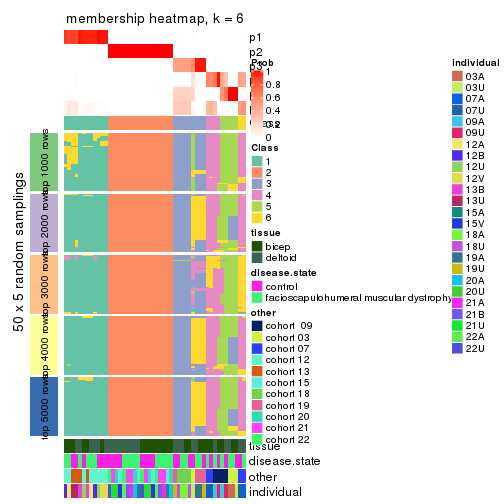 membership heatmap, k = 6
p1
p2
p3
Prob
1
0.8
0.6
0.4
0.2
0
Class
1
2
3
4
5
6
tissue
bicep
deltoid
disease.state
control
facioscapulohumeral muscular dystrophy
other
cohort 09
cohort 03
cohort 07
cohort 12
cohort 13
cohort 15
cohort 18
cohort 19
cohort 20
cohort 21
cohort 22
individual
03A
03U
07A
07U
09A
09U
12A
12B
12U
12V
13B
13U
15A
15V
18A
18U
19A
19U
20A
20U
21A
21B
21U
22A
22U
50 x 5 random samplings
top 1000 rows
top 2000 rows
top 3000 rows
top 4000 rows
top 5000 rows
tissue
disease.state
other
individual